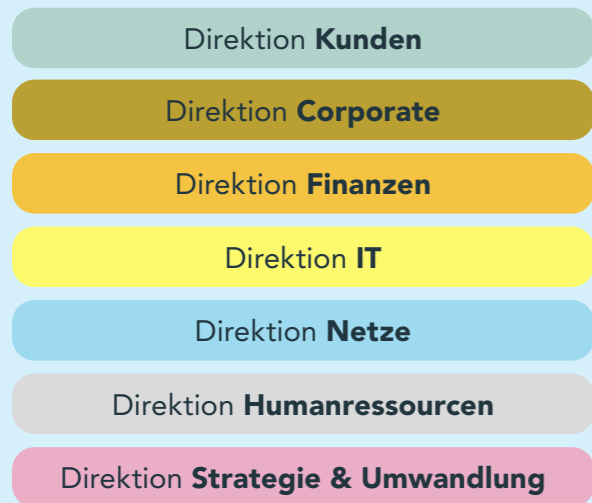 Direktion Kunden
Direktion Corporate
Direktion Finanzen
Direktion IT
Direktion Netze
Direktion Humanressourcen
Direktion Strategie & Umwandlung